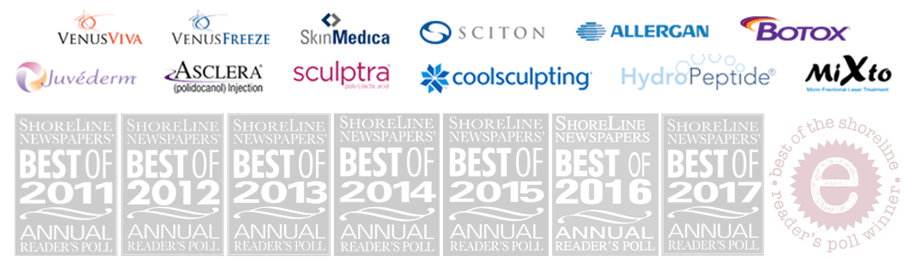 VENUSVIVA
VENUSFREEZE
SKINMEDICA
SCITON
ALLERGAN
BOTOX®
JUVÉDERM™
ASCLERA®
(polidocanol) Injection
sculptra®
poly-l-lactic acid
coolsculpting®
HydroPeptide®
MiXto
Micro Fractional Laser Treatment
SHORELINE
NEWSPAPERS'
BEST OF
2011
ANNUAL
READER'S POLL
SHORELINE
NEWSPAPERS'
BEST OF
2012
ANNUAL
READER'S POLL
SHORELINE
NEWSPAPERS'
BEST OF
2013
ANNUAL
READER'S POLL
SHORELINE
NEWSPAPERS'
BEST OF
2014
ANNUAL
READER'S POLL
SHORELINE
NEWSPAPERS'
BEST OF
2015
ANNUAL
READER'S POLL
SHORELINE
NEWSPAPERS
BEST OF
2016
ANNUAL
READER'S POLL
SHORELINE
NEWSPAPERS'
BEST OF
2017
ANNUAL
READER'S POLL
• best of the shoreline
e
• reader's poll winner •